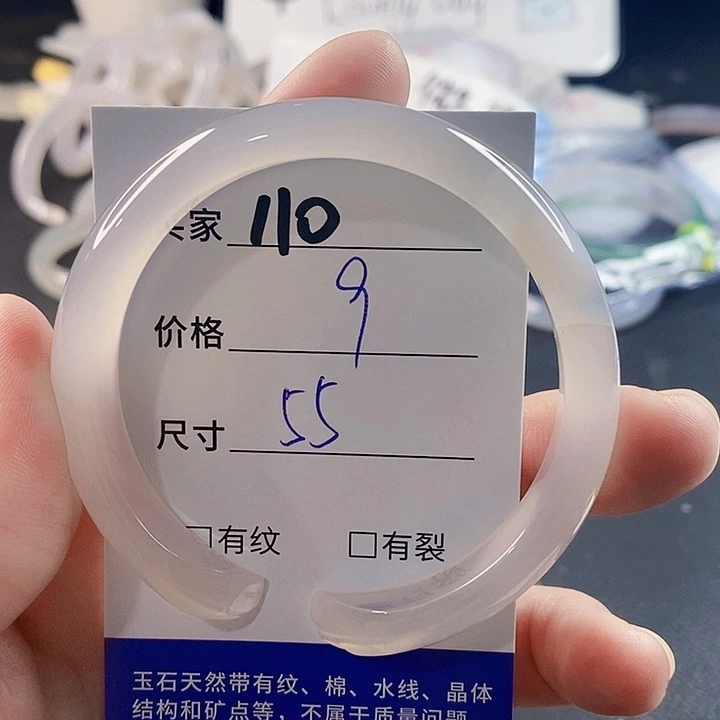 家 110
价格 9
尺寸 55
□有纹 □有裂
玉石天然带有纹、棉、水线、晶体
结构和矿点等，不属于质量问题